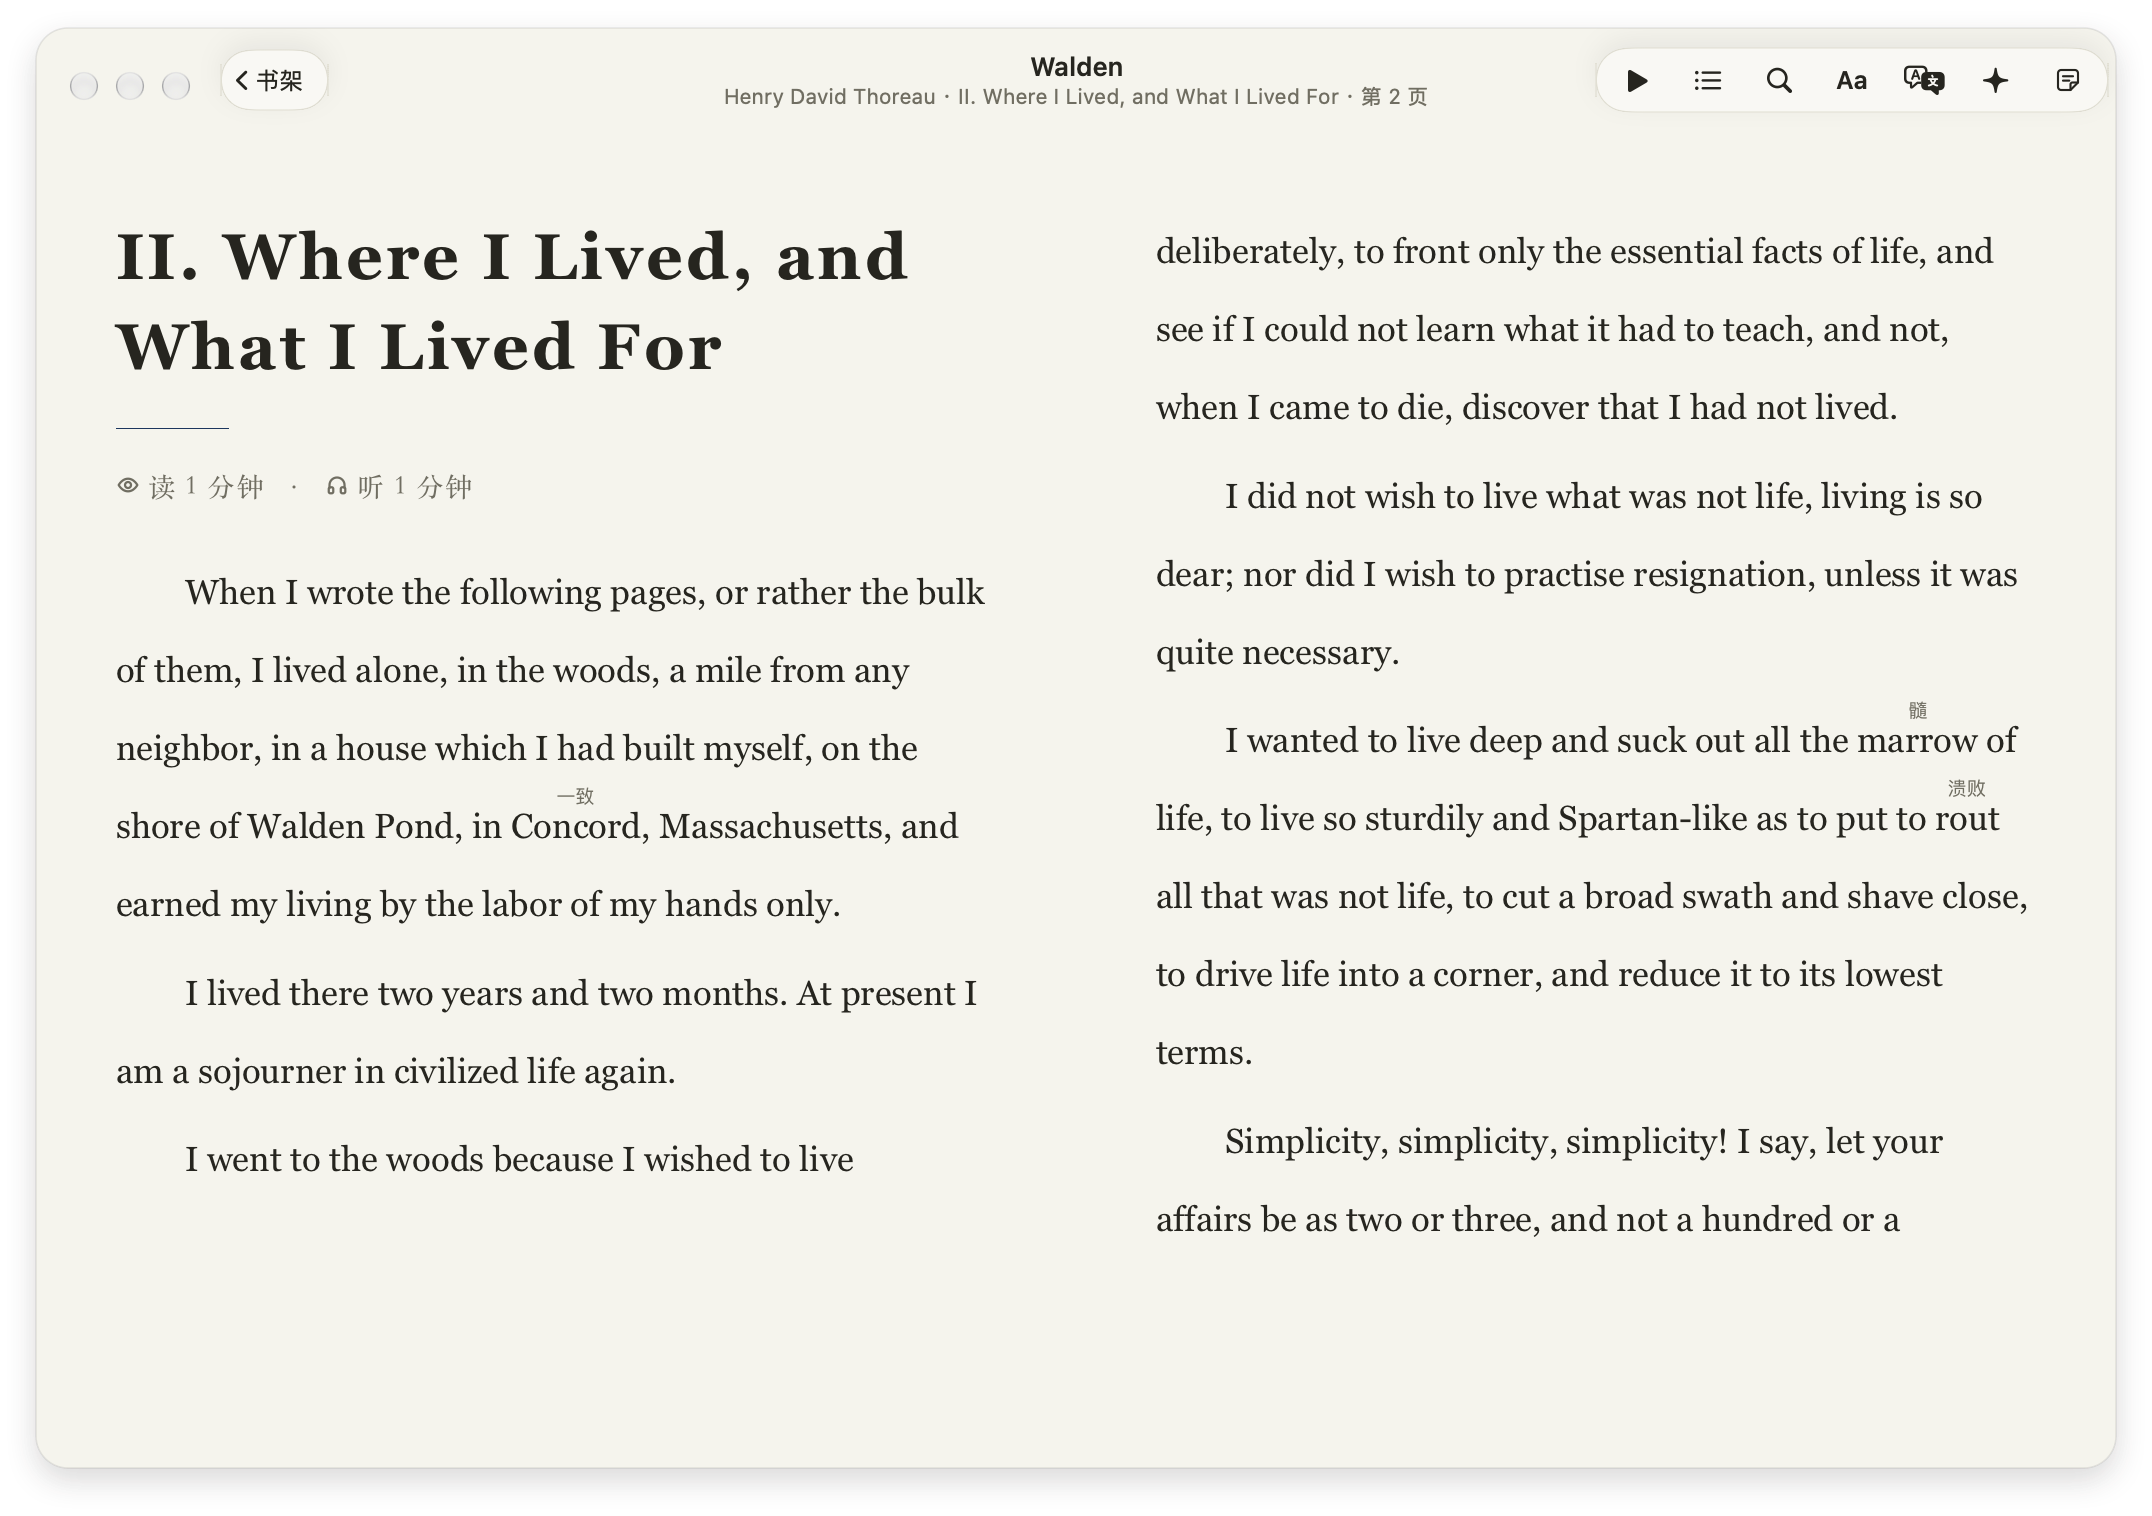 书架
Walden
Henry David Thoreau · II. Where I Lived, and What I Lived For · 第 2 页
Aa
A 文
II. Where I Lived, and
What I Lived For
读 1 分钟 · 听 1 分钟
When I wrote the following pages, or rather the bulk
of them, I lived alone, in the woods, a mile from any
neighbor, in a house which I had built myself, on the
一致
shore of Walden Pond, in Concord, Massachusetts, and
earned my living by the labor of my hands only.
I lived there two years and two months. At present I
am a sojourner in civilized life again.
I went to the woods because I wished to live
deliberately, to front only the essential facts of life, and
see if I could not learn what it had to teach, and not,
when I came to die, discover that I had not lived.
I did not wish to live what was not life, living is so
dear; nor did I wish to practise resignation, unless it was
quite necessary.
髓
I wanted to live deep and suck out all the marrow of
溃败
life, to live so sturdily and Spartan-like as to put to rout
all that was not life, to cut a broad swath and shave close,
to drive life into a corner, and reduce it to its lowest
terms.
Simplicity, simplicity, simplicity! I say, let your
affairs be as two or three, and not a hundred or a